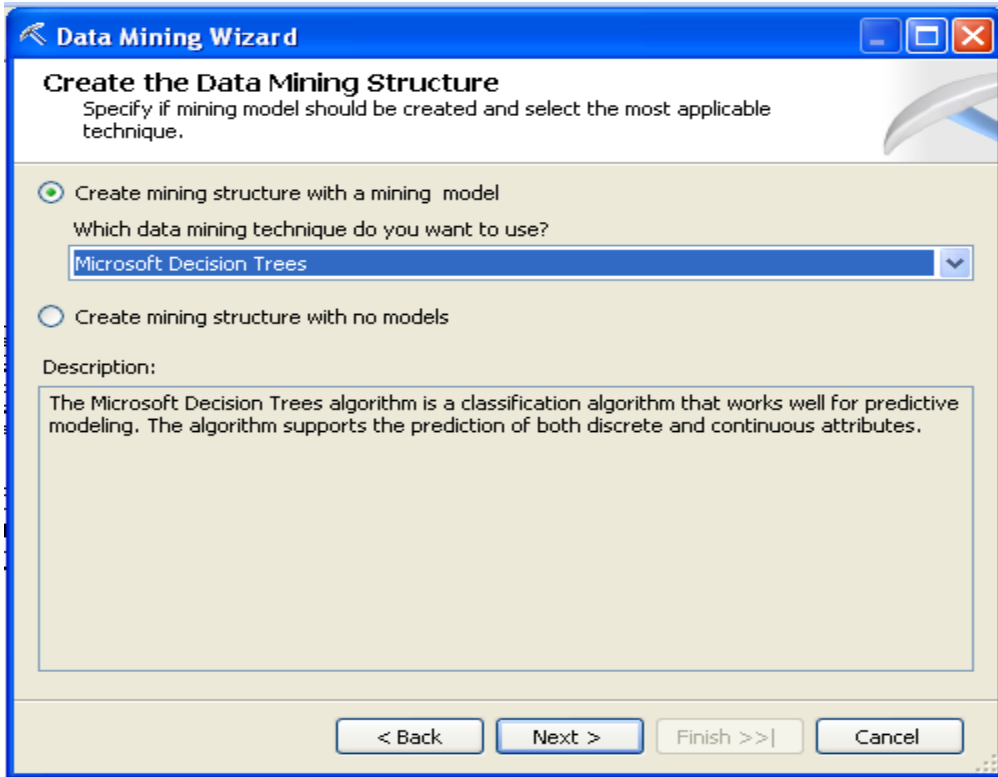 Data Mining Wizard
Create the Data Mining Structure
Specify if mining model should be created and select the most applicable
technique.
Create mining structure with a mining model
Which data mining technique do you want to use?
Microsoft Decision Trees
Create mining structure with no models
Description:
The Microsoft Decision Trees algorithm is a classification algorithm that works well for predictive
modeling. The algorithm supports the prediction of both discrete and continuous attributes.
< Back
Next >
Finish >>|
Cancel